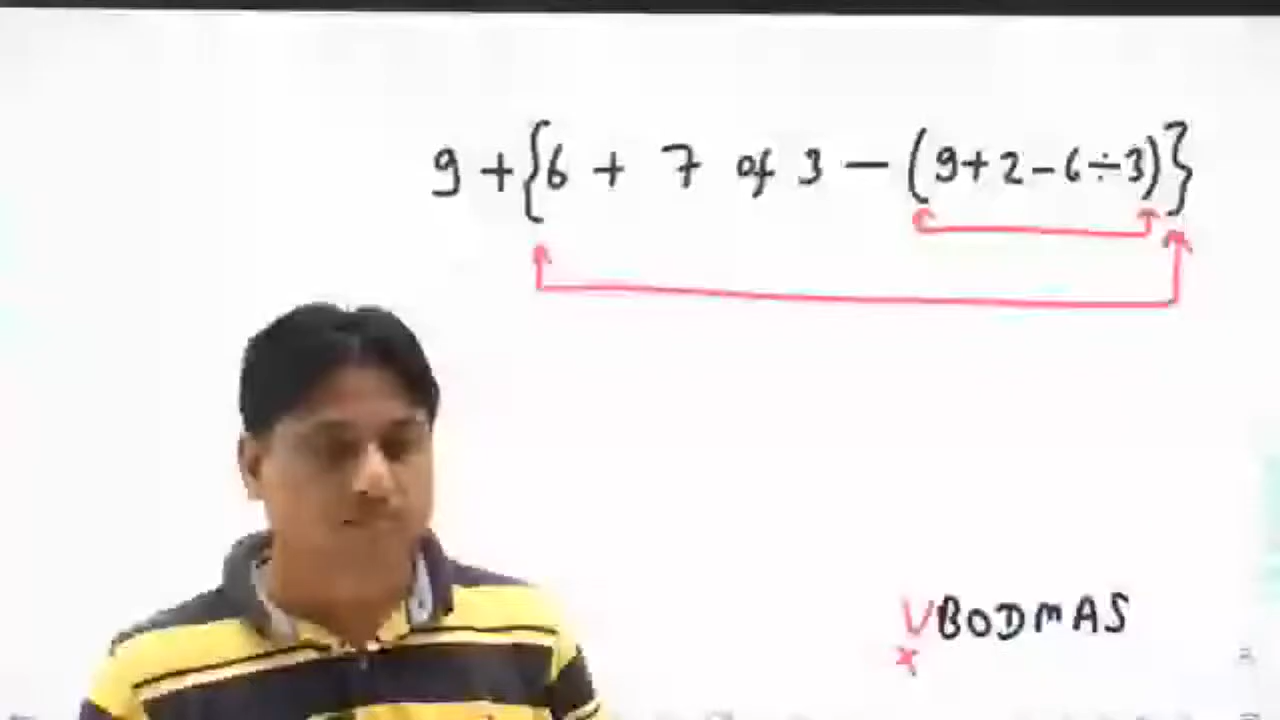 9 + {6 + 7 of 3 − (9 + 2 − 6 ÷ 3)}
VBODMAS
×